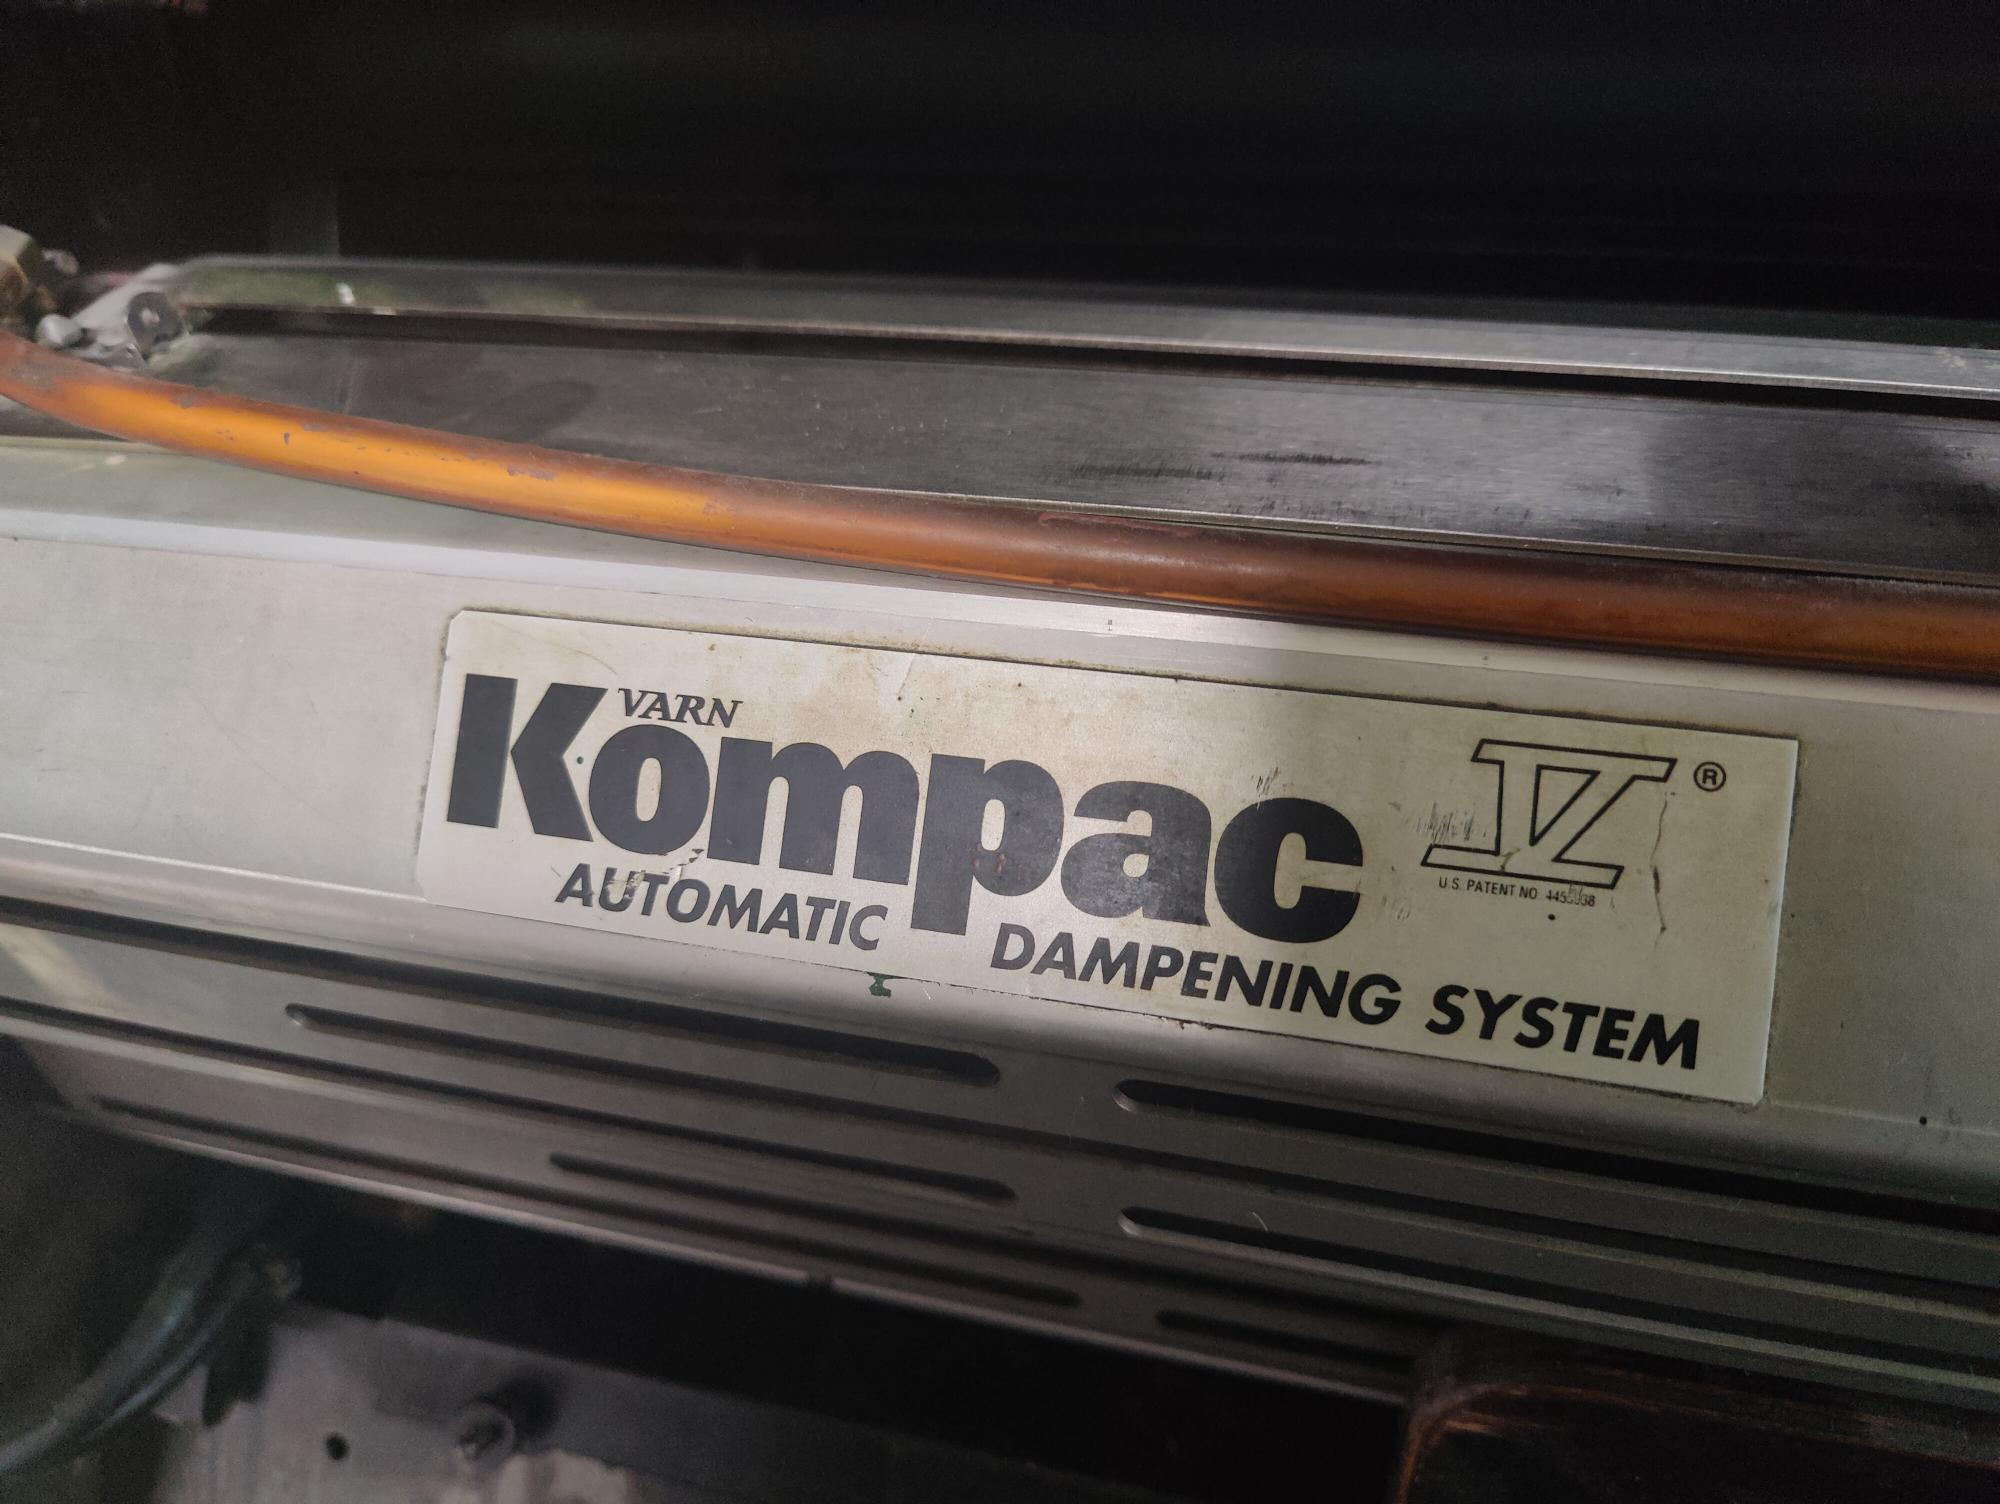 VARN
Kompac V ®
U.S. PATENT NO
AUTOMATIC DAMPENING SYSTEM